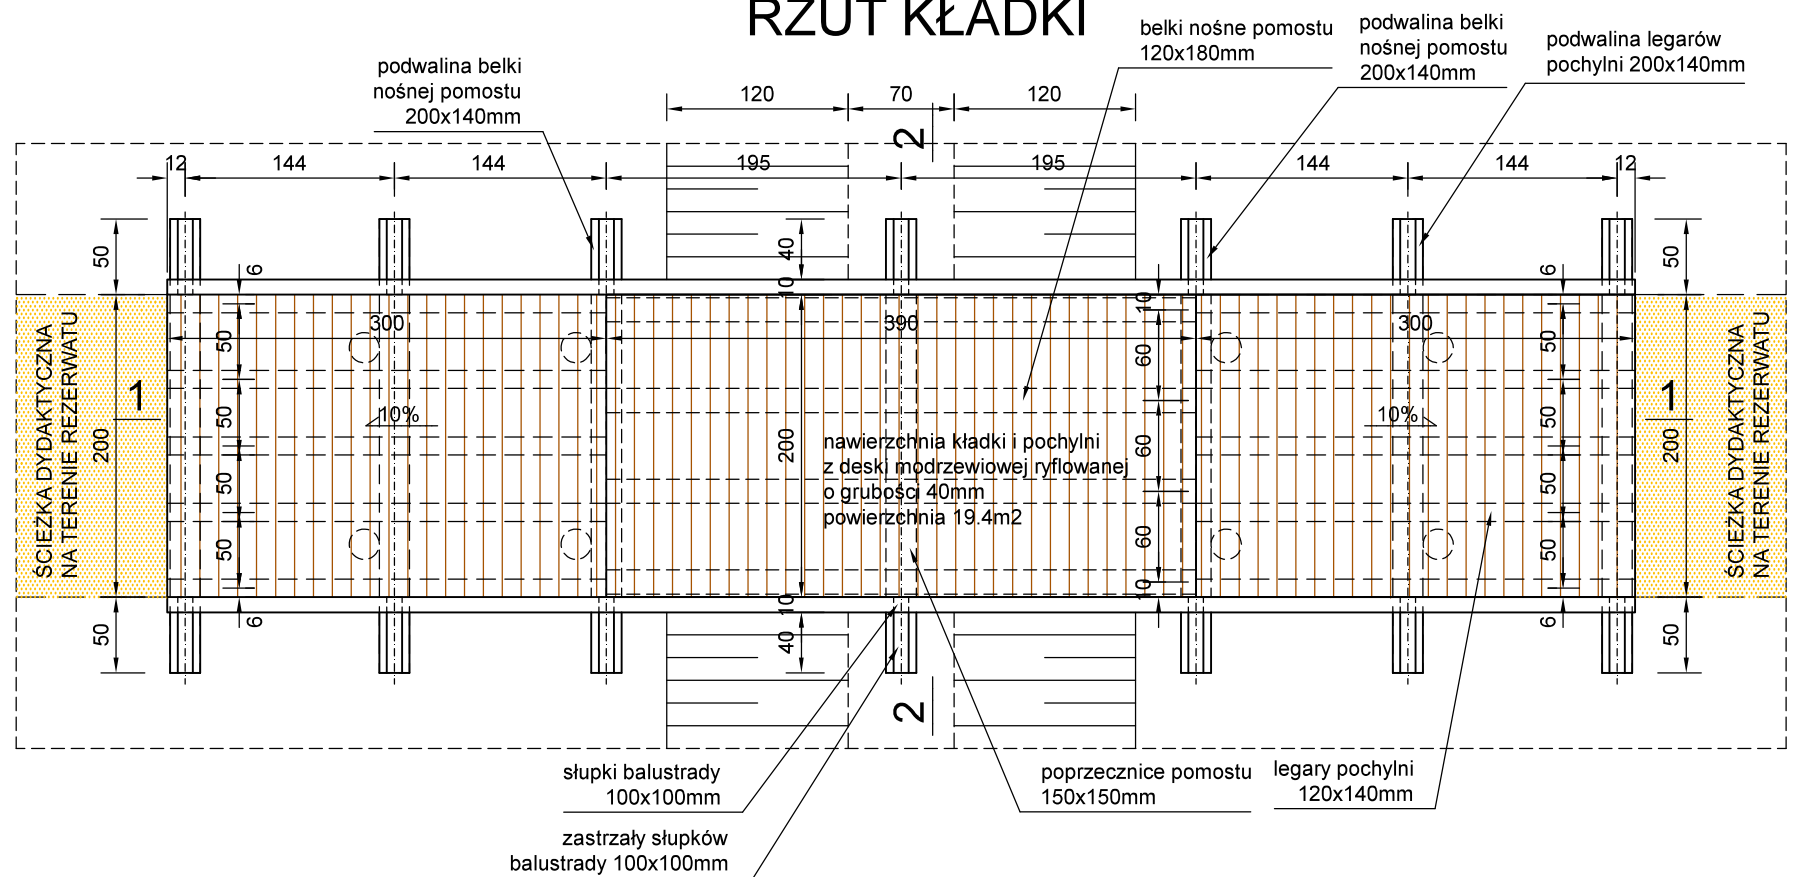 RZUT KŁADKI
podwalina belki
nośnej pomostu
200x140mm
belki nośne pomostu
120x180mm
podwalina belki
nośnej pomostu
200x140mm
podwalina legarów
pochylni 200x140mm
120
70
120
2
12
144
144
195
195
144
144
12
50
6
40
10
10
6
50
300
390
300
ŚCIEŻKA DYDAKTYCZNA
NA TERENIE REZERWATU
1
200
50
50
50
50
10%
200
nawierzchnia kładki i pochylni
z deski modrzewiowej ryflowanej
o grubości 40mm
powierzchnia 19.4m2
60
60
60
10%
50
50
50
50
1
200
ŚCIEŻKA DYDAKTYCZNA
NA TERENIE REZERWATU
50
6
10
40
10
6
50
2
słupki balustrady
100x100mm
zastrzały słupków
balustrady 100x100mm
poprzecznice pomostu
150x150mm
legary pochylni
120x140mm